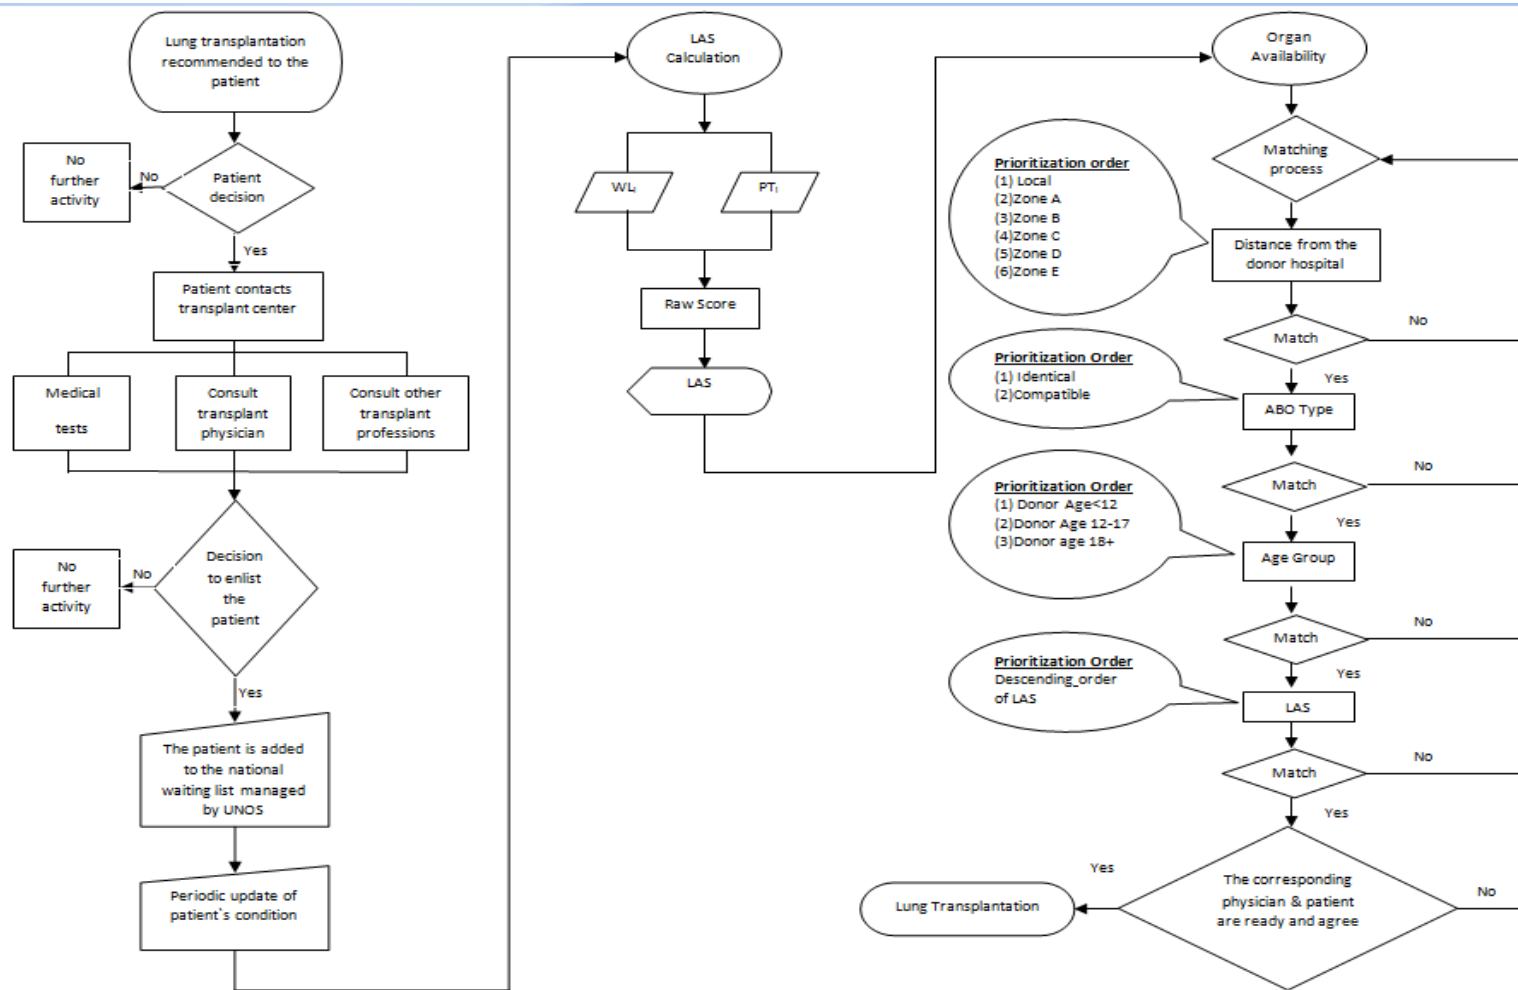 Lung transplantation
recommended to the
patient
No
further
activity
No
Patient
decision
Yes
Patient contacts
transplant center
Medical
tests
Consult
transplant
physician
Consult other
transplant
professions
No
further
activity
No
Decision
to enlist
the
patient
Yes
The patient is added
to the national
waiting list managed
by UNOS
Periodic update of
patient's condition
LAS
Calculation
WLi
PTi
Raw Score
LAS
Organ
Availability
Matching
process
Prioritization order
(1) Local
(2)Zone A
(3)Zone B
(4)Zone C
(5)Zone D
(6)Zone E
Distance from the
donor hospital
Match
No
Yes
Prioritization Order
(1) Identical
(2)Compatible
ABO Type
Match
No
Yes
Prioritization Order
(1) Donor Age<12
(2)Donor Age 12-17
(3)Donor age 18+
Age Group
Match
No
Yes
Prioritization Order
Descending_order
of LAS
LAS
Match
No
Yes
The corresponding
physician & patient
are ready and agree
No
Yes
Lung Transplantation